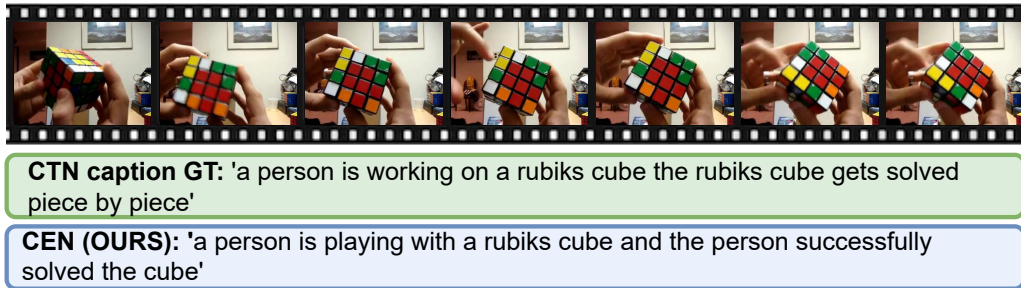 CTN caption GT: 'a person is working on a rubiks cube the rubiks cube gets solved
piece by piece'
CEN (OURS): 'a person is playing with a rubiks cube and the person successfully
solved the cube'